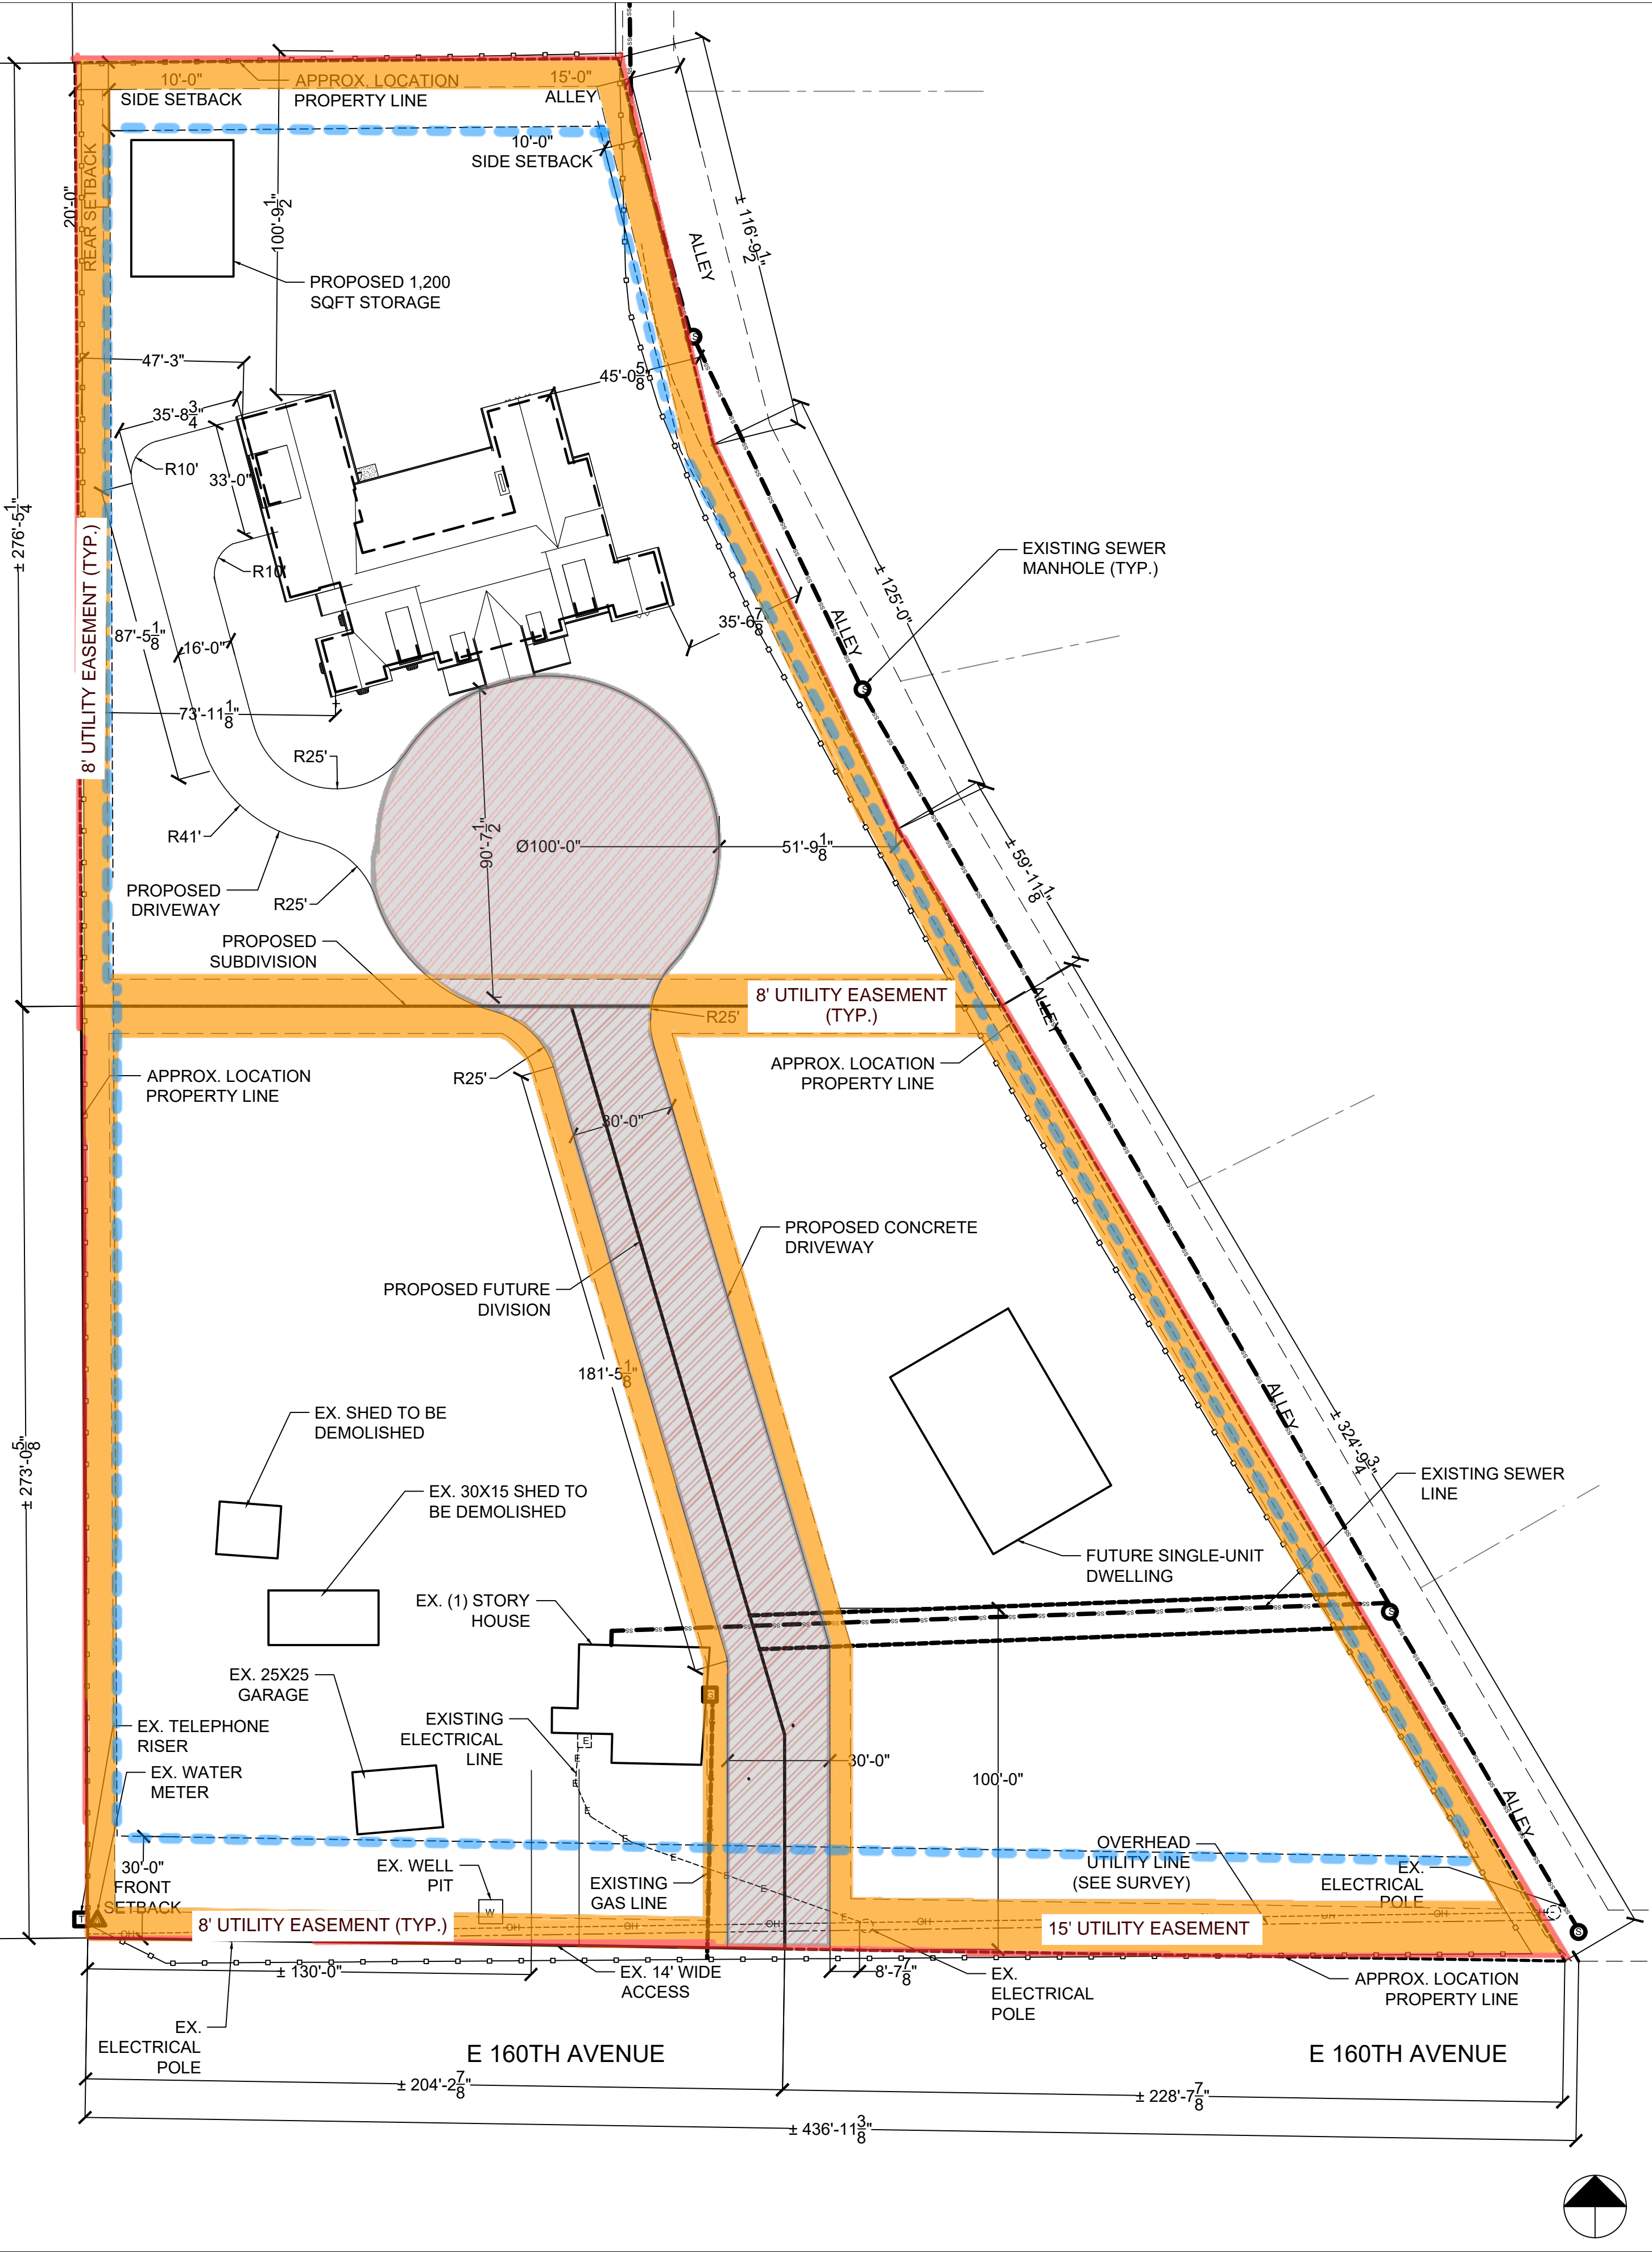 10'-0"
SIDE SETBACK
APPROX. LOCATION
PROPERTY LINE
15'-0"
ALLEY
10'-0"
SIDE SETBACK
20'-0"
REAR SETBACK
100'-9 1/2"
± 116'-9 1/2"
ALLEY
PROPOSED 1,200
SQFT STORAGE
47'-3"
45'-0 5/8"
35'-8 3/4"
R10'
33'-0"
± 276'-5 1/4"
8' UTILITY EASEMENT (TYP.)
EXISTING SEWER
MANHOLE (TYP.)
R10'
± 125'-0"
87'-5 1/8"
16'-0"
35'-6 7/8"
ALLEY
73'-11 1/8"
R25'
R41'
90'-7 1/2"
Ø100'-0"
51'-9 1/8"
± 59'-11 1/8"
PROPOSED
DRIVEWAY
R25'
PROPOSED
SUBDIVISION
8' UTILITY EASEMENT
(TYP.)
R25'
ALLEY
APPROX. LOCATION
PROPERTY LINE
R25'
APPROX. LOCATION
PROPERTY LINE
30'-0"
PROPOSED CONCRETE
DRIVEWAY
PROPOSED FUTURE
DIVISION
181'-5 1/8"
± 273'-0 5/8"
EX. SHED TO BE
DEMOLISHED
EX. 30X15 SHED TO
BE DEMOLISHED
ALLEY
± 324'-9 3/4"
EXISTING SEWER
LINE
FUTURE SINGLE-UNIT
DWELLING
EX. (1) STORY
HOUSE
EX. 25X25
GARAGE
EX. TELEPHONE
RISER
EXISTING
ELECTRICAL
LINE
EX. WATER
METER
30'-0"
100'-0"
ALLEY
30'-0"
FRONT
SETBACK
EX. WELL
PIT
EXISTING
GAS LINE
OVERHEAD
UTILITY LINE
(SEE SURVEY)
EX.
ELECTRICAL
POLE
W
T
8' UTILITY EASEMENT (TYP.)
15' UTILITY EASEMENT
± 130'-0"
EX. 14' WIDE
ACCESS
8'-7 7/8"
EX.
ELECTRICAL
POLE
APPROX. LOCATION
PROPERTY LINE
EX.
ELECTRICAL
POLE
E 160TH AVENUE
E 160TH AVENUE
± 204'-2 7/8"
± 228'-7 7/8"
± 436'-11 3/8"